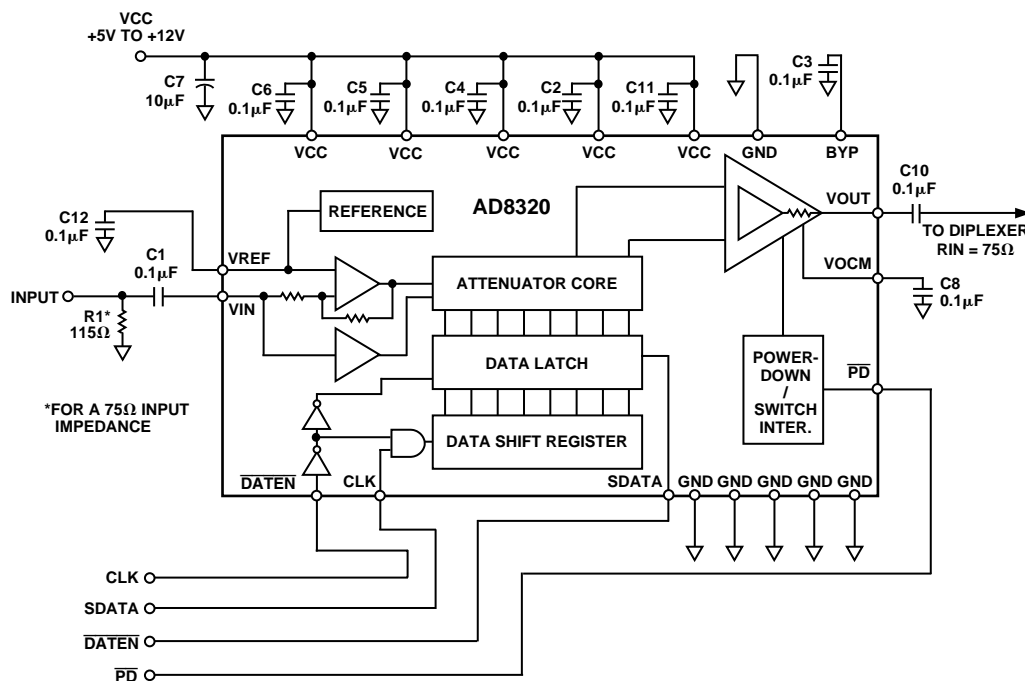 VCC
+5V TO +12V
C7
10μF
C6
0.1μF
C5
0.1μF
C4
0.1μF
C2
0.1μF
C11
0.1μF
C3
0.1μF
VCC
VCC
VCC
VCC
VCC
GND
BYP
C12
0.1μF
REFERENCE
AD8320
C10
0.1μF
VOUT
TO DIPLEXER
RIN = 75Ω
VREF
C1
0.1μF
ATTENUATOR CORE
VOCM
C8
0.1μF
INPUT
VIN
R1*
115Ω
DATA LATCH
POWER-
DOWN
/
SWITCH
INTER.
PD
*FOR A 75Ω INPUT
IMPEDANCE
DATA SHIFT REGISTER
DATEN
CLK
SDATA
GND
GND
GND
GND
GND
CLK
SDATA
DATEN
PD